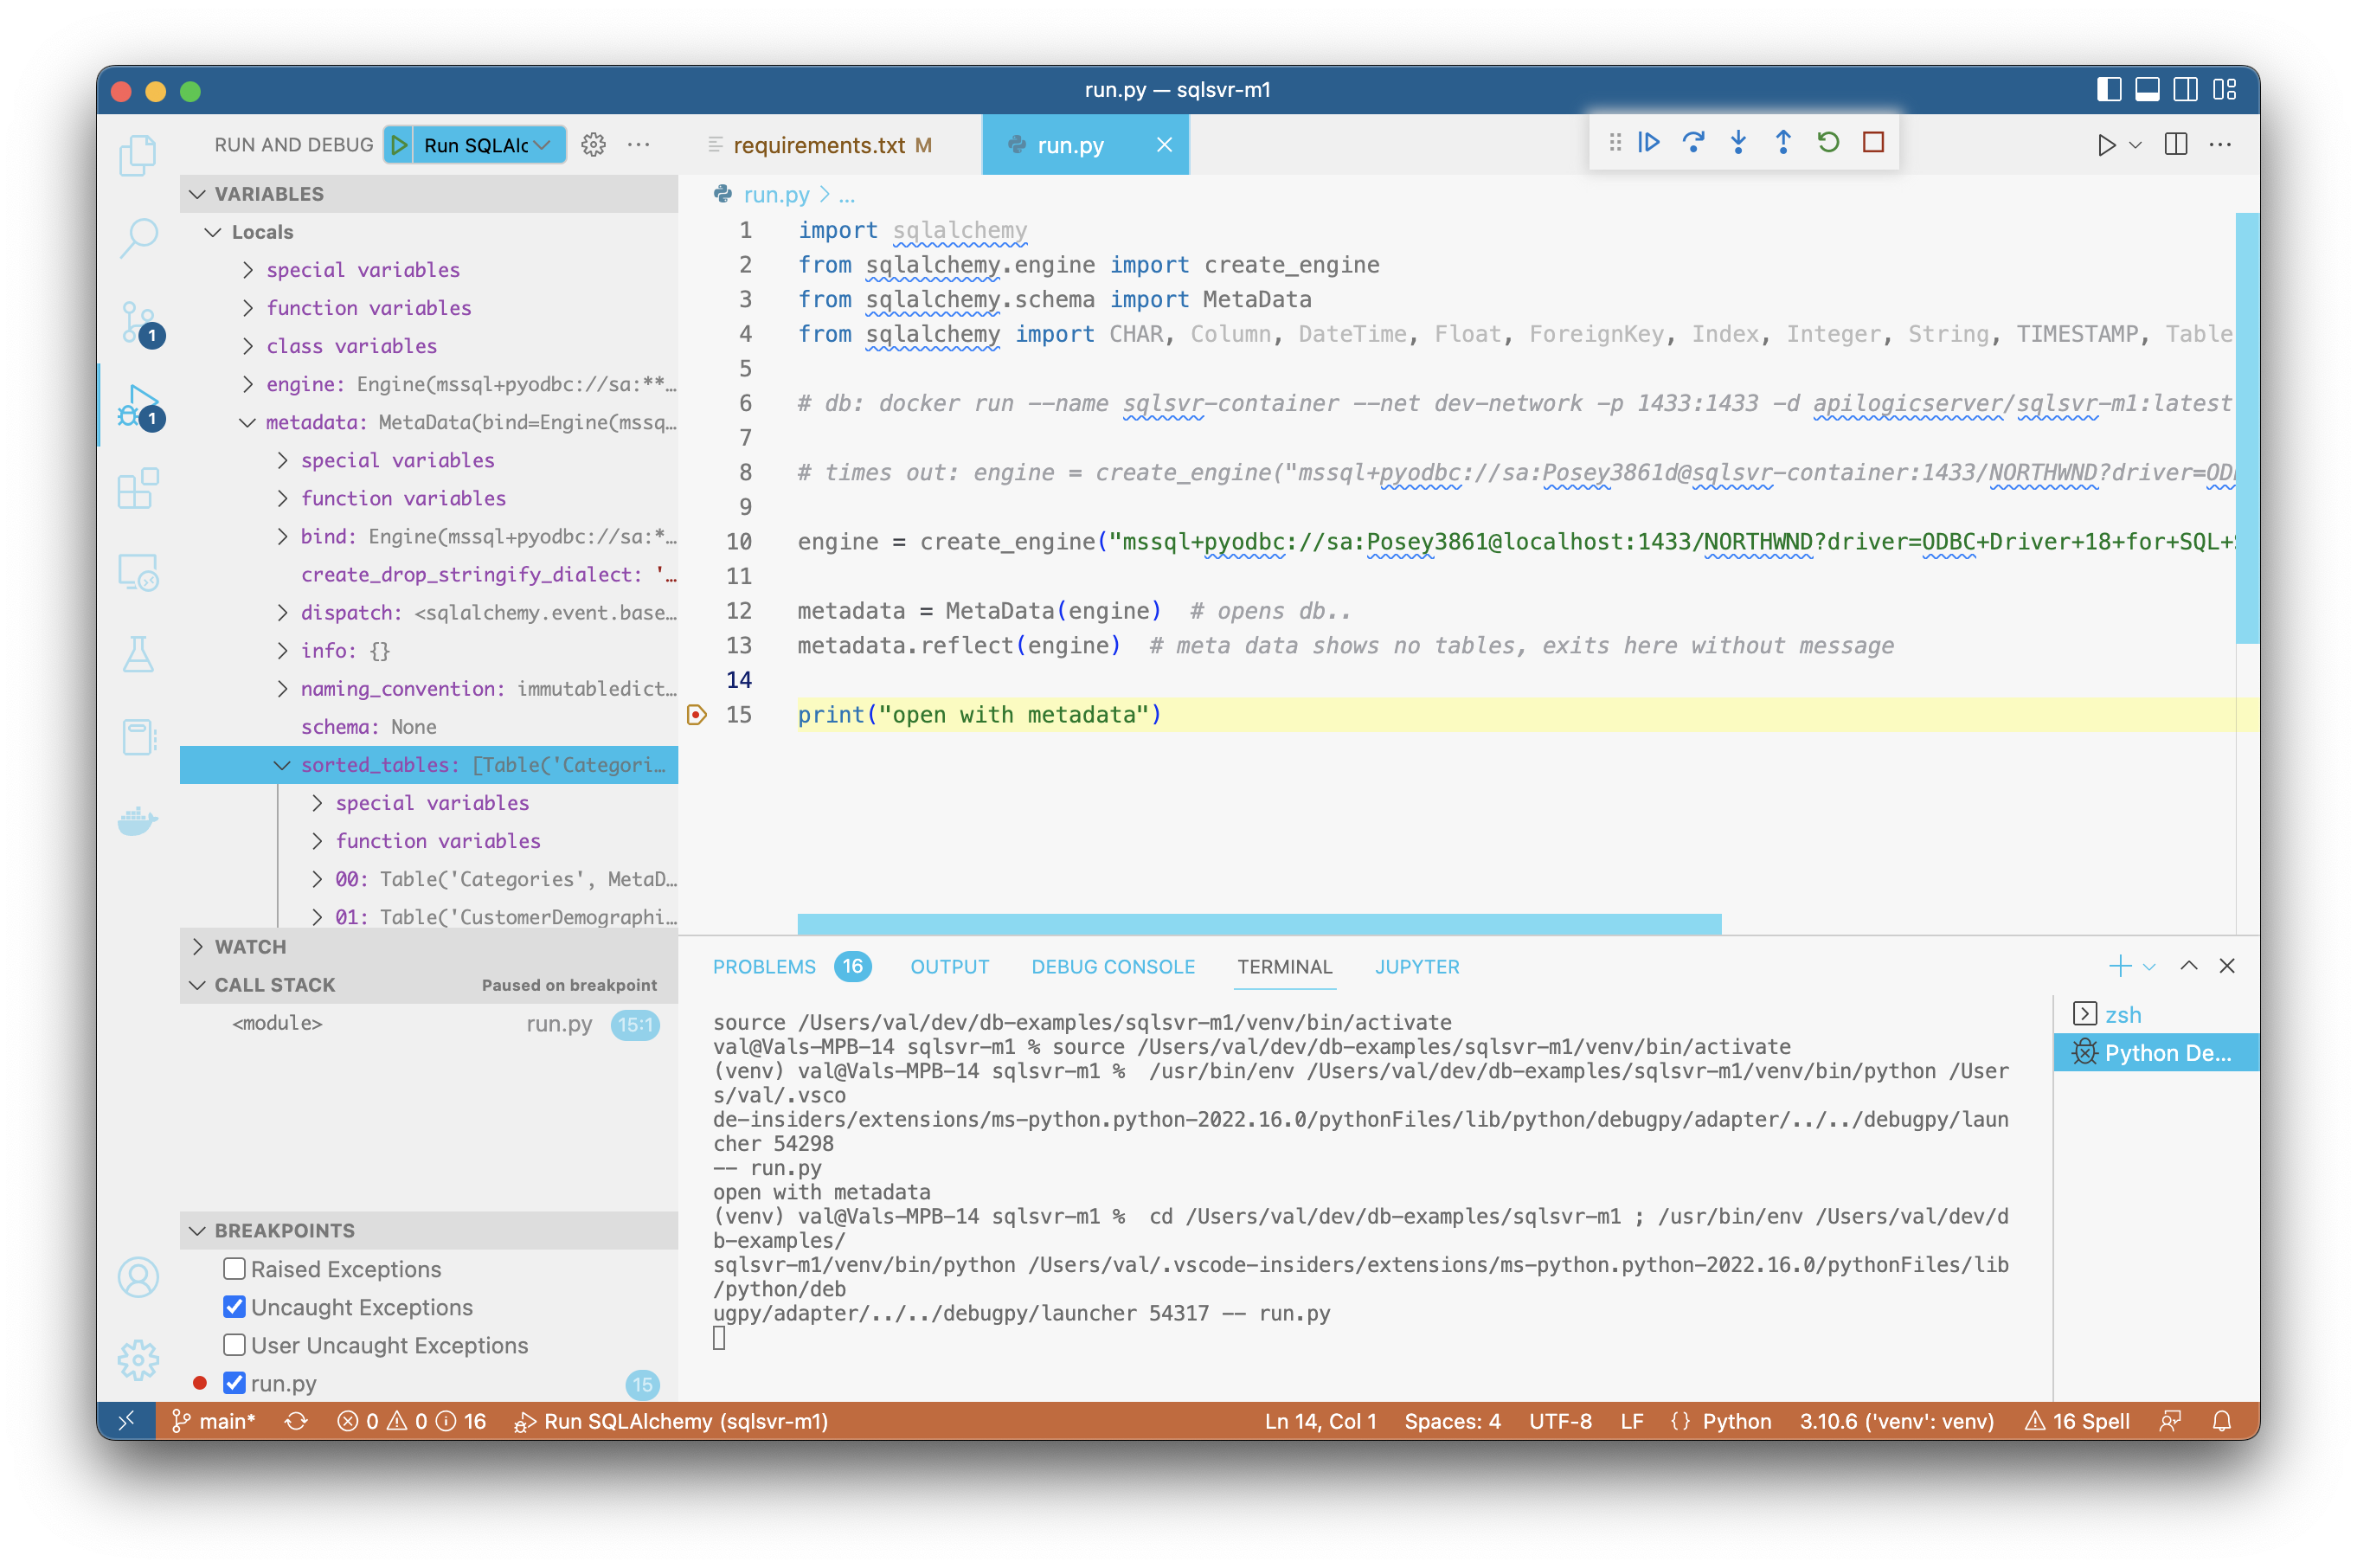 run.py — sqlsvr-m1
RUN AND DEBUG
Run SQLAlc
requirements.txt M
run.py
VARIABLES
Locals
special variables
function variables
class variables
engine: Engine(mssql+pyodbc://sa:**…
metadata: MetaData(bind=Engine(mssq…
special variables
function variables
bind: Engine(mssql+pyodbc://sa:*…
create_drop_stringify_dialect: '…
dispatch: <sqlalchemy.event.base…
info: {}
naming_convention: immutabledict…
schema: None
sorted_tables: [Table('Categori…
special variables
function variables
00: Table('Categories', MetaD…
01: Table('CustomerDemographi…
WATCH
CALL STACK
Paused on breakpoint
<module>
run.py
15:1
BREAKPOINTS
Raised Exceptions
Uncaught Exceptions
User Uncaught Exceptions
run.py
15
1
1
run.py > ...
1 import sqlalchemy
2 from sqlalchemy.engine import create_engine
3 from sqlalchemy.schema import MetaData
4 from sqlalchemy import CHAR, Column, DateTime, Float, ForeignKey, Index, Integer, String, TIMESTAMP, Table
5
6 # db: docker run --name sqlsvr-container --net dev-network -p 1433:1433 -d apilogicserver/sqlsvr-m1:latest
7
8 # times out: engine = create_engine("mssql+pyodbc://sa:Posey3861d@sqlsvr-container:1433/NORTHWND?driver=OD
9
10 engine = create_engine("mssql+pyodbc://sa:Posey3861@localhost:1433/NORTHWND?driver=ODBC+Driver+18+for+SQL+
11
12 metadata = MetaData(engine)  # opens db..
13 metadata.reflect(engine)  # meta data shows no tables, exits here without message
14
15 print("open with metadata")
PROBLEMS 16 OUTPUT DEBUG CONSOLE TERMINAL JUPYTER
source /Users/val/dev/db-examples/sqlsvr-m1/venv/bin/activate
val@Vals-MPB-14 sqlsvr-m1 % source /Users/val/dev/db-examples/sqlsvr-m1/venv/bin/activate
(venv) val@Vals-MPB-14 sqlsvr-m1 %  /usr/bin/env /Users/val/dev/db-examples/sqlsvr-m1/venv/bin/python /User
s/val/.vsco
de-insiders/extensions/ms-python.python-2022.16.0/pythonFiles/lib/python/debugpy/adapter/../../debugpy/laun
cher 54298
-- run.py
open with metadata
(venv) val@Vals-MPB-14 sqlsvr-m1 %  cd /Users/val/dev/db-examples/sqlsvr-m1 ; /usr/bin/env /Users/val/dev/d
b-examples/
sqlsvr-m1/venv/bin/python /Users/val/.vscode-insiders/extensions/ms-python.python-2022.16.0/pythonFiles/lib
/python/deb
ugpy/adapter/../../debugpy/launcher 54317 -- run.py
zsh
Python De...
main* 0 0 16 Run SQLAlchemy (sqlsvr-m1) Ln 14, Col 1 Spaces: 4 UTF-8 LF {} Python 3.10.6 ('venv': venv) 16 Spell